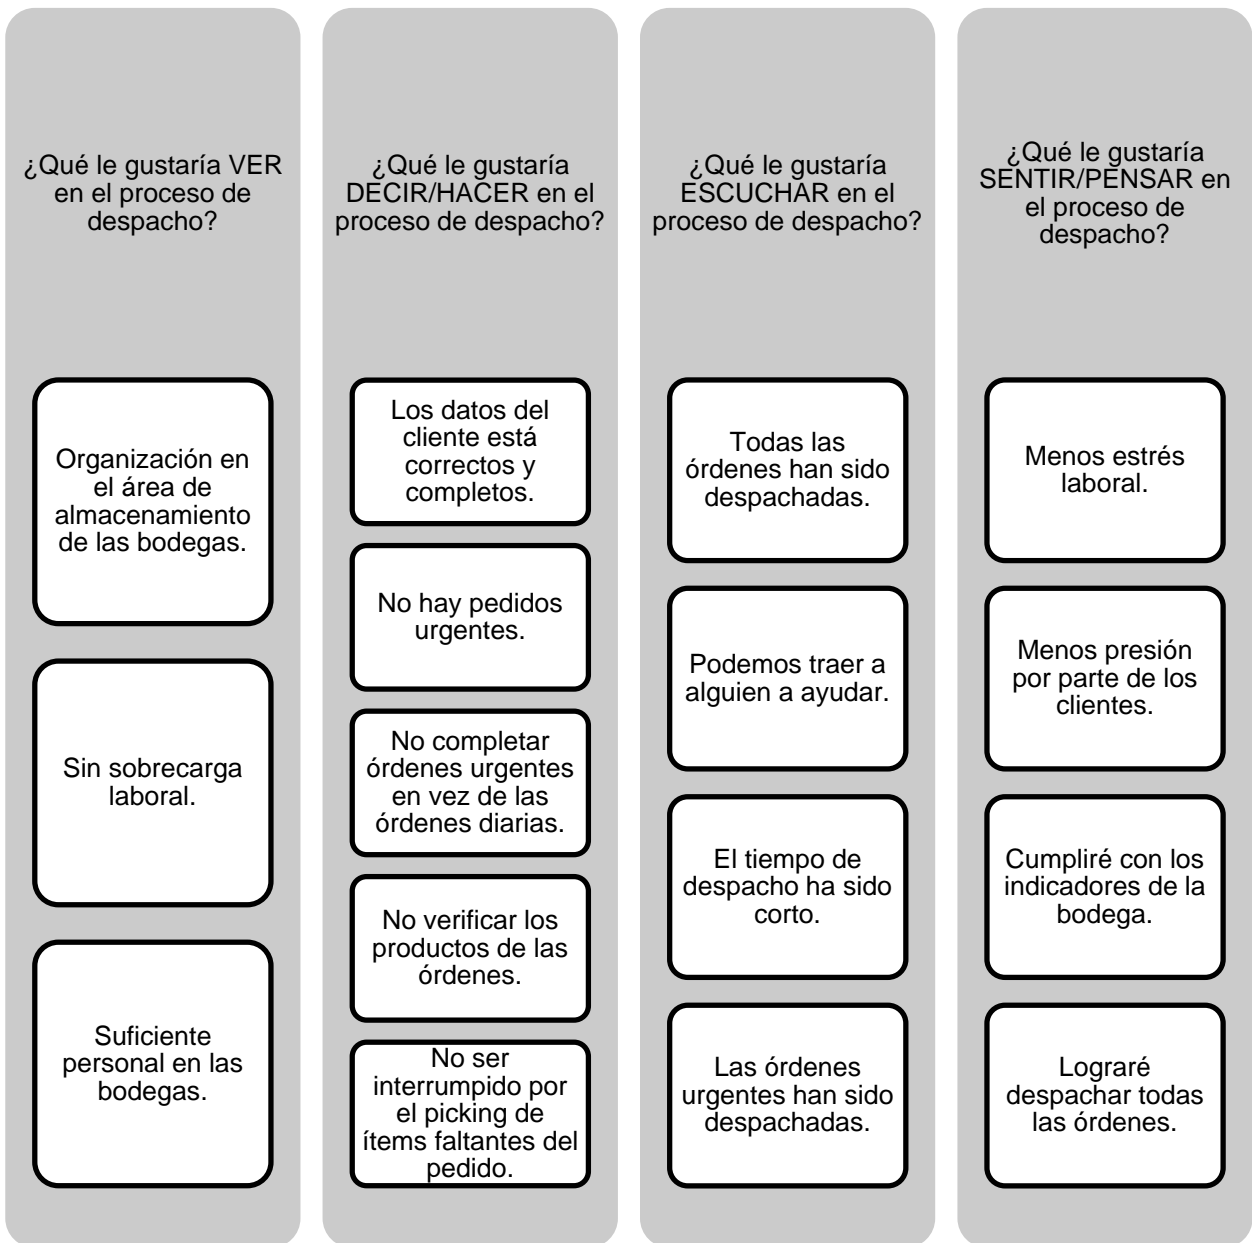 ¿Qué le gustaría VER
en el proceso de
despacho?
Organización en
el área de
almacenamiento
de las bodegas.
Sin sobrecarga
laboral.
Suficiente
personal en las
bodegas.
¿Qué le gustaría
DECIR/HACER en el
proceso de despacho?
Los datos del
cliente está
correctos y
completos.
No hay pedidos
urgentes.
No completar
órdenes urgentes
en vez de las
órdenes diarias.
No verificar los
productos de las
órdenes.
No ser
interrumpido por
el picking de
ítems faltantes del
pedido.
¿Qué le gustaría
ESCUCHAR en el
proceso de despacho?
Todas las
órdenes han sido
despachadas.
Podemos traer a
alguien a ayudar.
El tiempo de
despacho ha sido
corto.
Las órdenes
urgentes han sido
despachadas.
¿Qué le gustaría
SENTIR/PENSAR en
el proceso de
despacho?
Menos estrés
laboral.
Menos presión
por parte de los
clientes.
Cumpliré con los
indicadores de la
bodega.
Lograré
despachar todas
las órdenes.